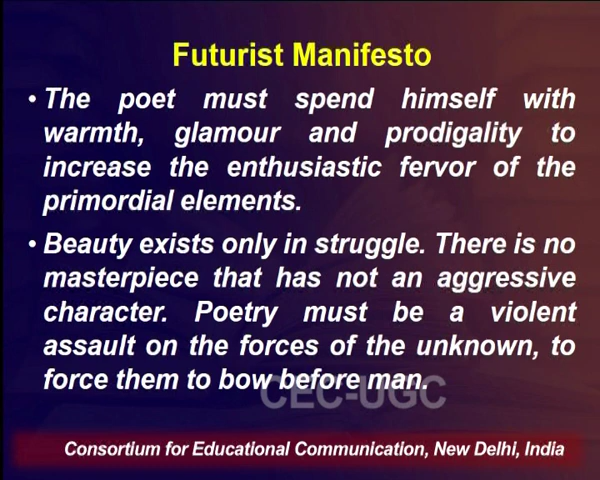 Futurist Manifesto
• The poet must spend himself with
warmth, glamour and prodigality to
increase the enthusiastic fervor of the
primordial elements.
• Beauty exists only in struggle. There is no
masterpiece that has not an aggressive
character. Poetry must be a violent
assault on the forces of the unknown, to
force them to bow before man.
CEC-UGC
Consortium for Educational Communication, New Delhi, India